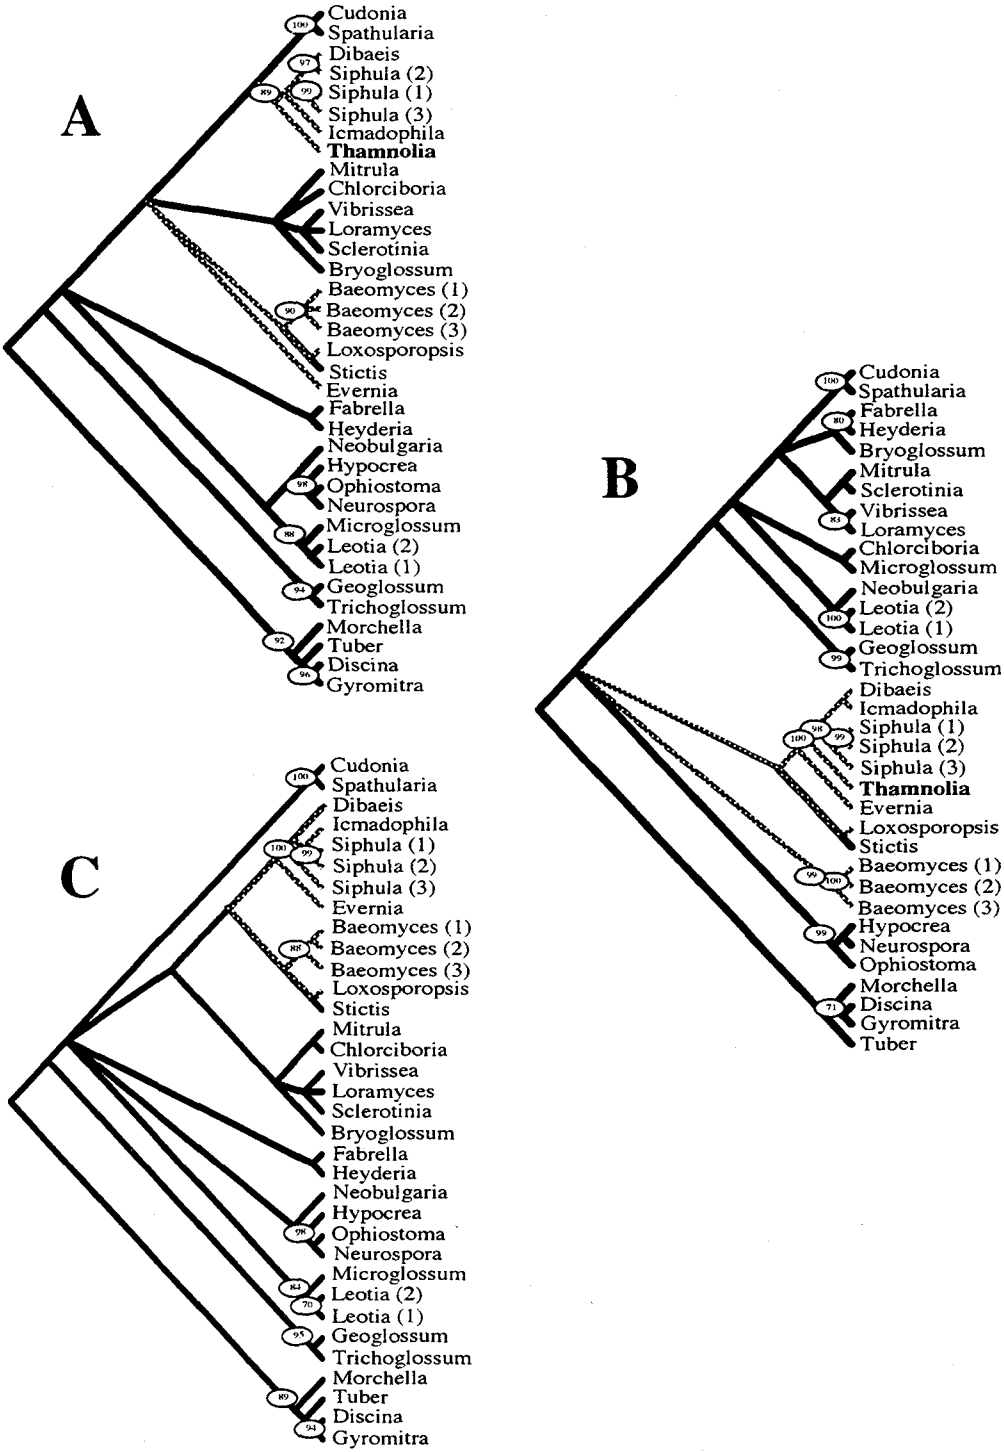 A
100
Cudonia
Spathularia
97
Dibaeis
Siphula (2)
89
99
Siphula (1)
Siphula (3)
Icmadophila
Thamnolia
Mitrula
Chlorciboria
Vibrissea
Loramyces
Sclerotinia
Bryoglossum
Baeomyces (1)
90
Baeomyces (2)
Baeomyces (3)
Loxosporopsis
Stictis
Evernia
Fabrella
Heyderia
Neobulgaria
Hypocrea
98
Ophiostoma
Neurospora
Microglossum
88
Leotia (2)
Leotia (1)
94
Geoglossum
Trichoglossum
92
Morchella
Tuber
Discina
96
Gyromitra
B
100
Cudonia
Spathularia
Fabrella
80
Heyderia
Bryoglossum
Mitrula
Sclerotinia
83
Vibrissea
Loramyces
Chlorciboria
Microglossum
Neobulgaria
Leotia (2)
100
Leotia (1)
Geoglossum
99
Trichoglossum
Dibaeis
Icmadophila
98
Siphula (1)
100
99
Siphula (2)
Siphula (3)
Thamnolia
Evernia
Loxosporopsis
Stictis
Baeomyces (1)
99
100
Baeomyces (2)
Baeomyces (3)
Hypocrea
99
Neurospora
Ophiostoma
Morchella
71
Discina
Gyromitra
Tuber
C
100
Cudonia
Spathularia
Dibaeis
Icmadophila
100
99
Siphula (1)
Siphula (2)
Siphula (3)
Evernia
Baeomyces (1)
88
Baeomyces (2)
Baeomyces (3)
Loxosporopsis
Stictis
Mitrula
Chlorciboria
Vibrissea
Loramyces
Sclerotinia
Bryoglossum
Fabrella
Heyderia
Neobulgaria
Hypocrea
98
Ophiostoma
Neurospora
84
Microglossum
70
Leotia (2)
Leotia (1)
95
Geoglossum
Trichoglossum
89
Morchella
Tuber
Discina
94
Gyromitra